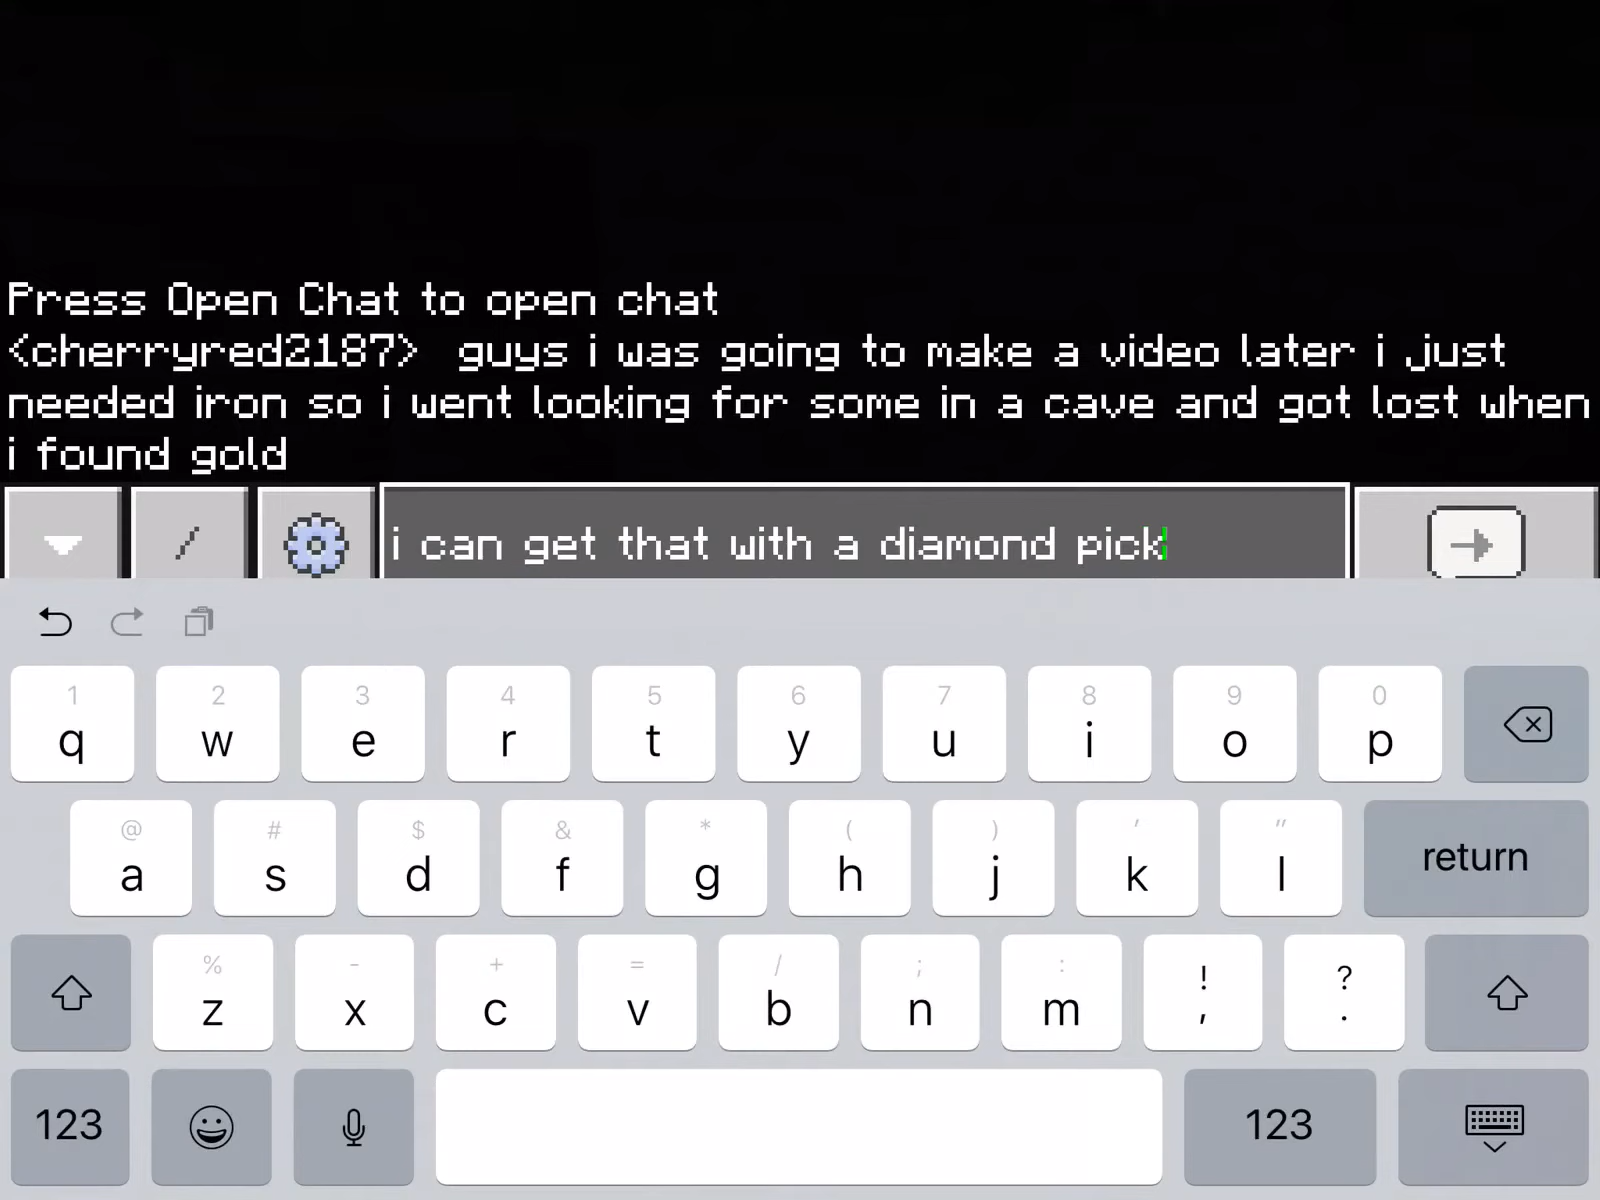 Press Open Chat to open chat
<cherryred2187> guys i was going to make a video later i just
needed iron so i went looking for some in a cave and got lost when
i found gold
/
i can get that with a diamond pick
1 2 3 4 5 6 7 8 9 0
q w e r t y u i o p
@ # $ & * ( ) ' "
a s d f g h j k l return
% - + = / ; : ! ?
z x c v b n m , .
123 123